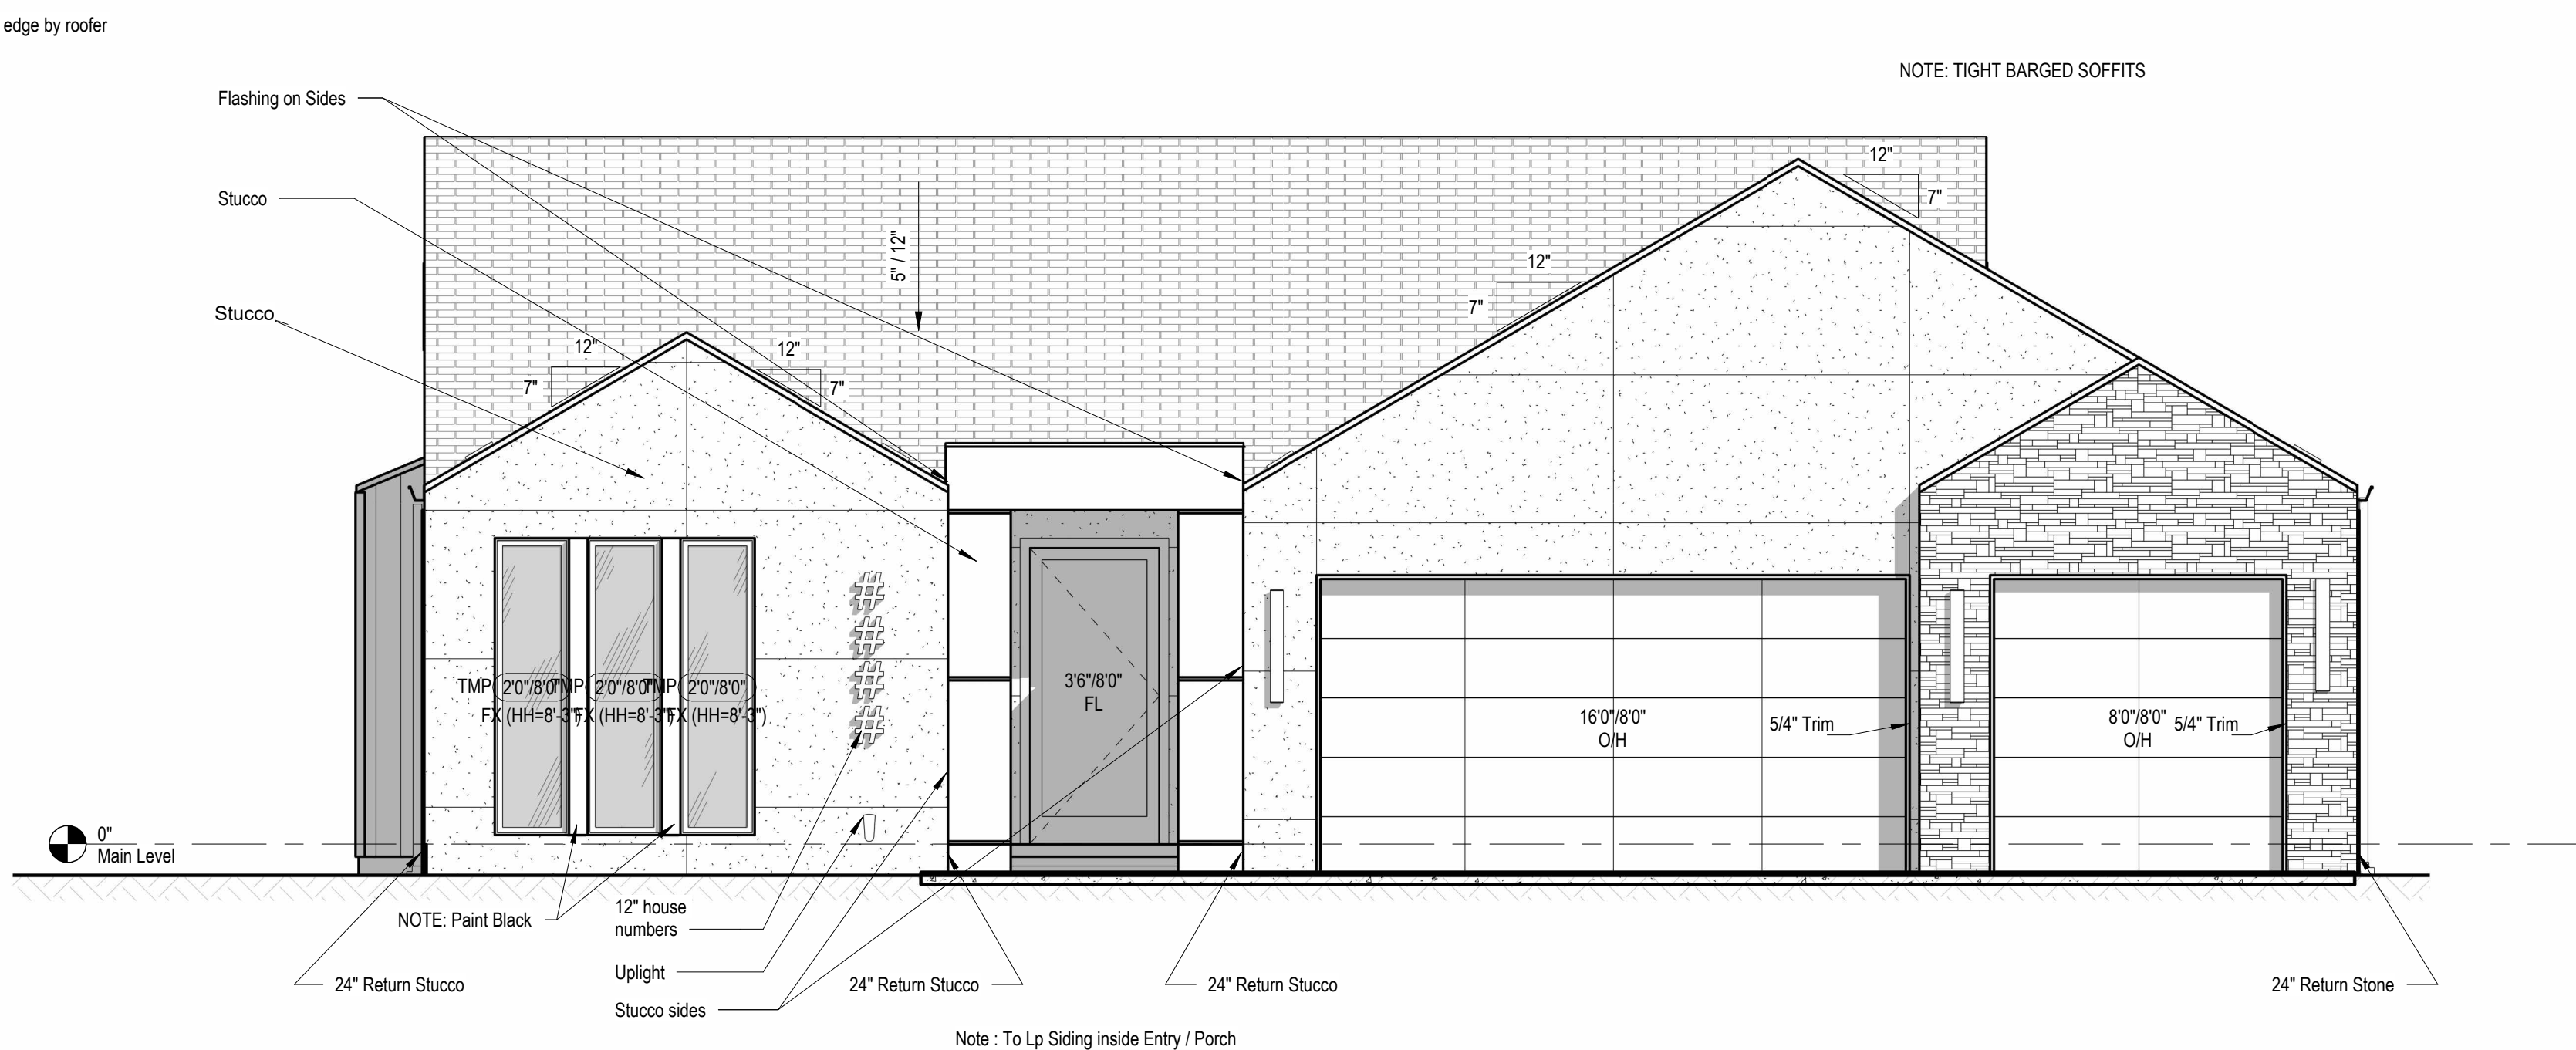 edge by roofer
NOTE: TIGHT BARGED SOFFITS
Flashing on Sides
12"
7"
Stucco
5" / 12"
12"
7"
Stucco
12"
7"
12"
7"
TMP 2'0"/8'0"
FX (HH=8'-3")
TMP 2'0"/8'0"
FX (HH=8'-3")
TMP 2'0"/8'0"
FX (HH=8'-3")
#
#
#
#
3'6"/8'0"
FL
16'0"/8'0"
O/H
5/4" Trim
8'0"/8'0"
O/H
5/4" Trim
0"
Main Level
NOTE: Paint Black
12" house
numbers
Uplight
Stucco sides
24" Return Stucco
24" Return Stucco
24" Return Stucco
24" Return Stone
Note : To Lp Siding inside Entry / Porch